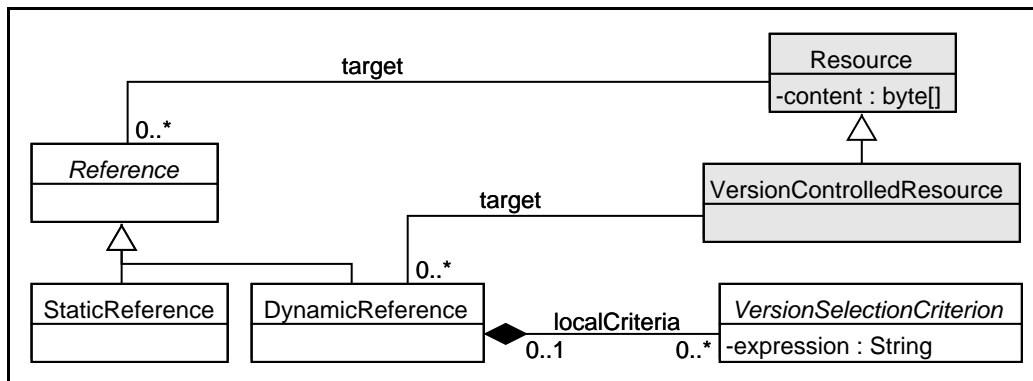 target
Resource
-content : byte[]
0..*
Reference
VersionControlledResource
target
0..*
StaticReference
DynamicReference
VersionSelectionCriterion
localCriteria
-expression : String
0..1
0..*